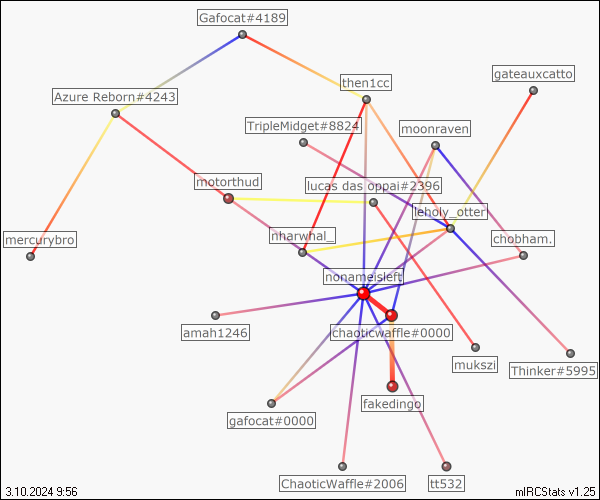 Gafocat#4189
then1cc
gateauxcatto
Azure Reborn#4243
TripleMidget#8824
moonraven
motorthud
lucas das oppai#2396
leholy_otter
mercurybro
nharwhal_
chobham.
nonameisleft
amah1246
chaoticwaffle#0000
mukszi
Thinker#5995
fakedingo
gafocat#0000
ChaoticWaffle#2006
tt532
3.10.2024 9:56
mIRCStats v1.25